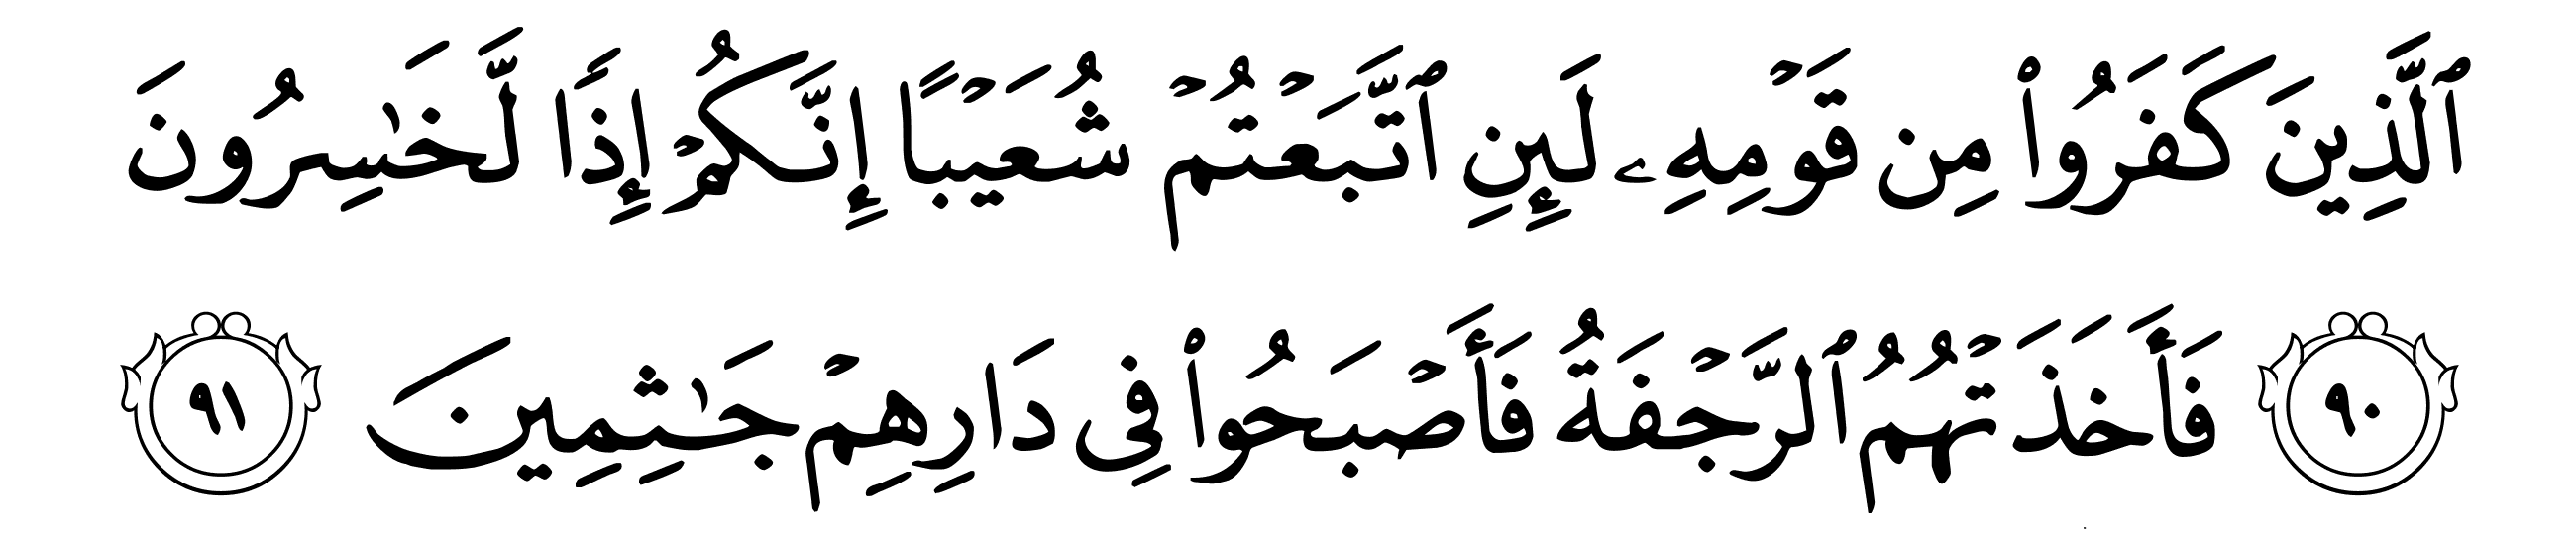 ٱلَّذِينَ كَفَرُوا۟ مِن قَوْمِهِۦ لَئِنِ ٱتَّبَعْتُمْ شُعَيْبًا إِنَّكُمْ إِذًا لَّخَـٰسِرُونَ
٩٠ فَأَخَذَتْهُمُ ٱلرَّجْفَةُ فَأَصْبَحُوا۟ فِى دَارِهِمْ جَـٰثِمِينَ ٩١